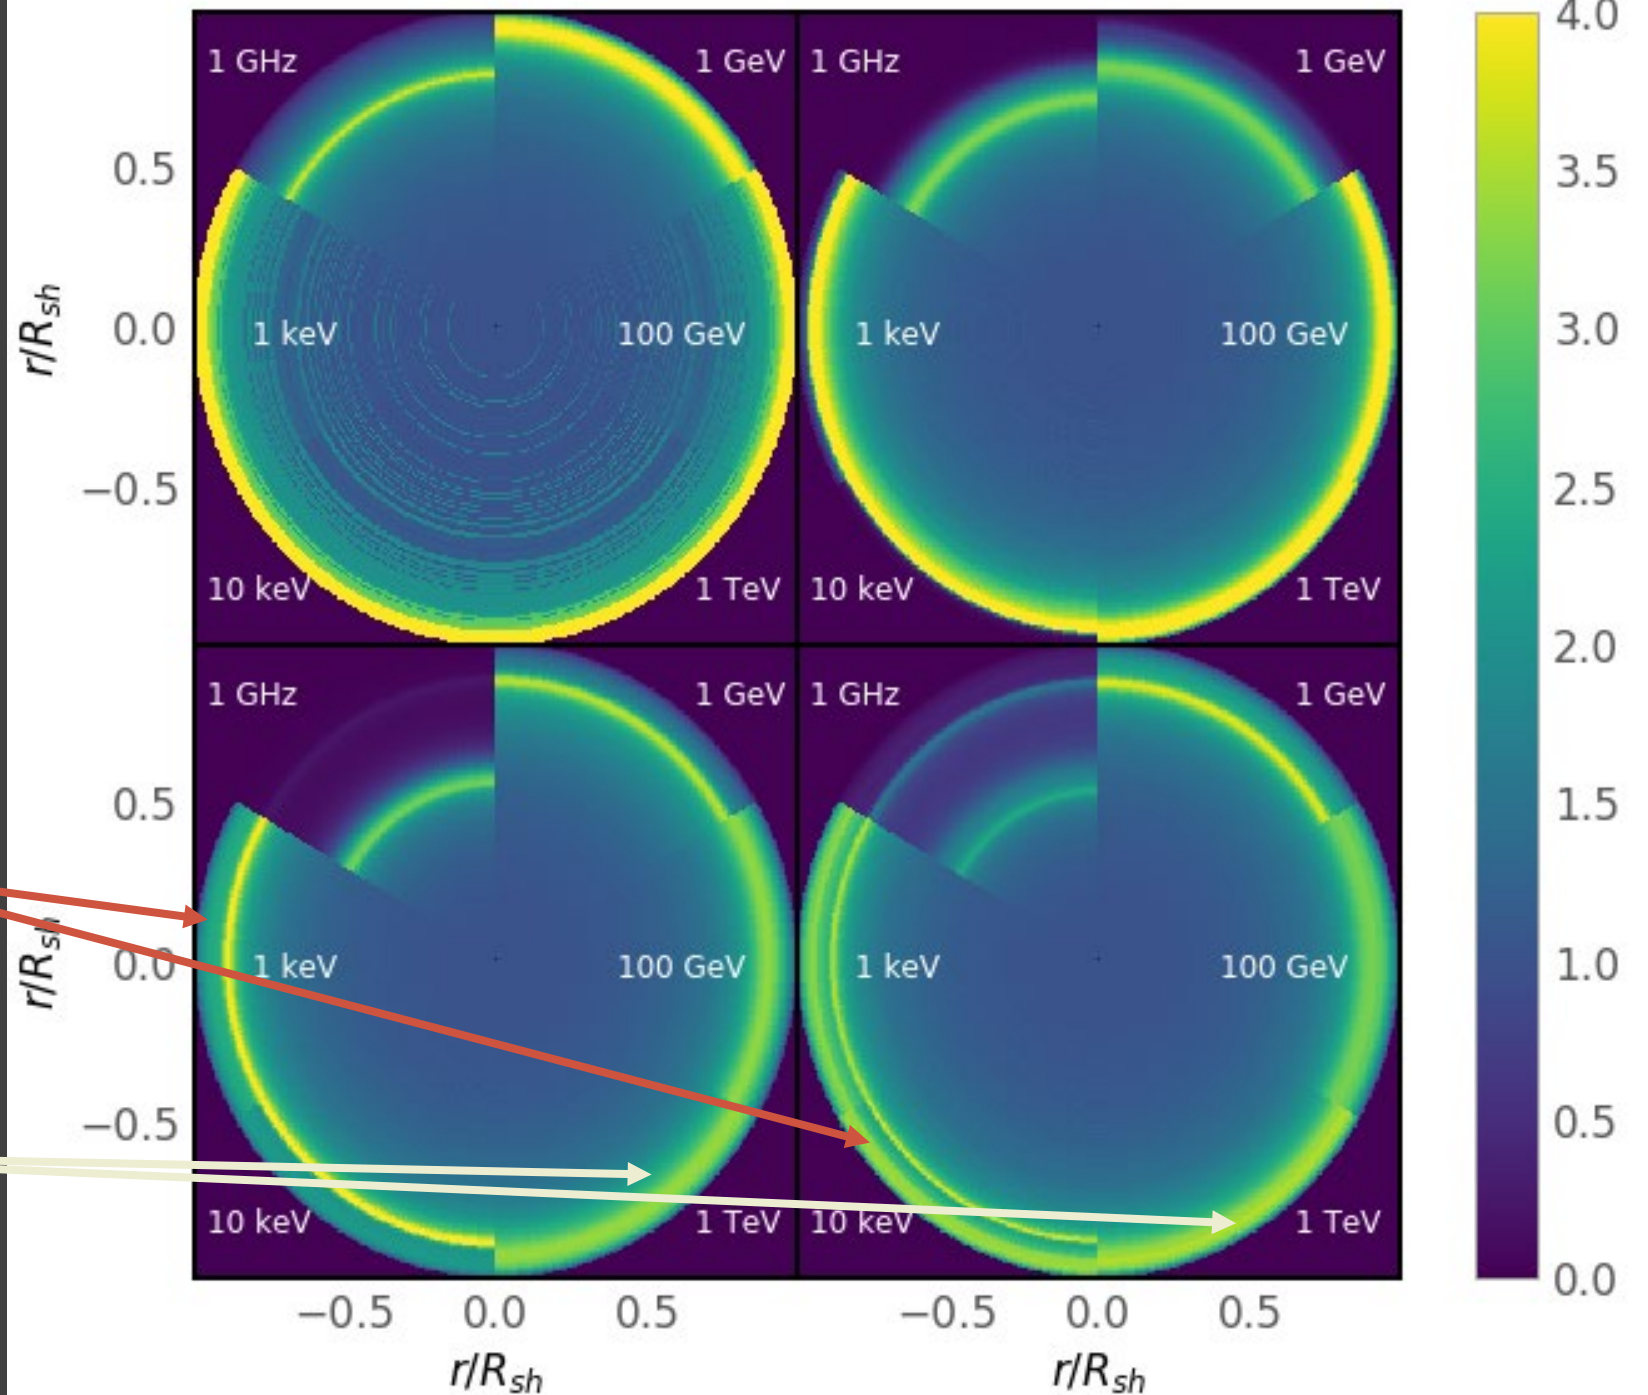 4.0
1 GHz 1 GeV 1 GHz 1 GeV
0.5 3.5
r/R_sh
0.0 1 keV 100 GeV 1 keV 100 GeV 3.0
−0.5 2.5
10 keV 1 TeV 10 keV 1 TeV
2.0
1 GHz 1 GeV 1 GHz 1 GeV
0.5 1.5
r/R_sh
0.0 1 keV 100 GeV 1 keV 100 GeV 1.0
−0.5 0.5
10 keV 1 TeV 10 keV 1 TeV
0.0
−0.5 0.0 0.5 −0.5 0.0 0.5
r/R_sh r/R_sh